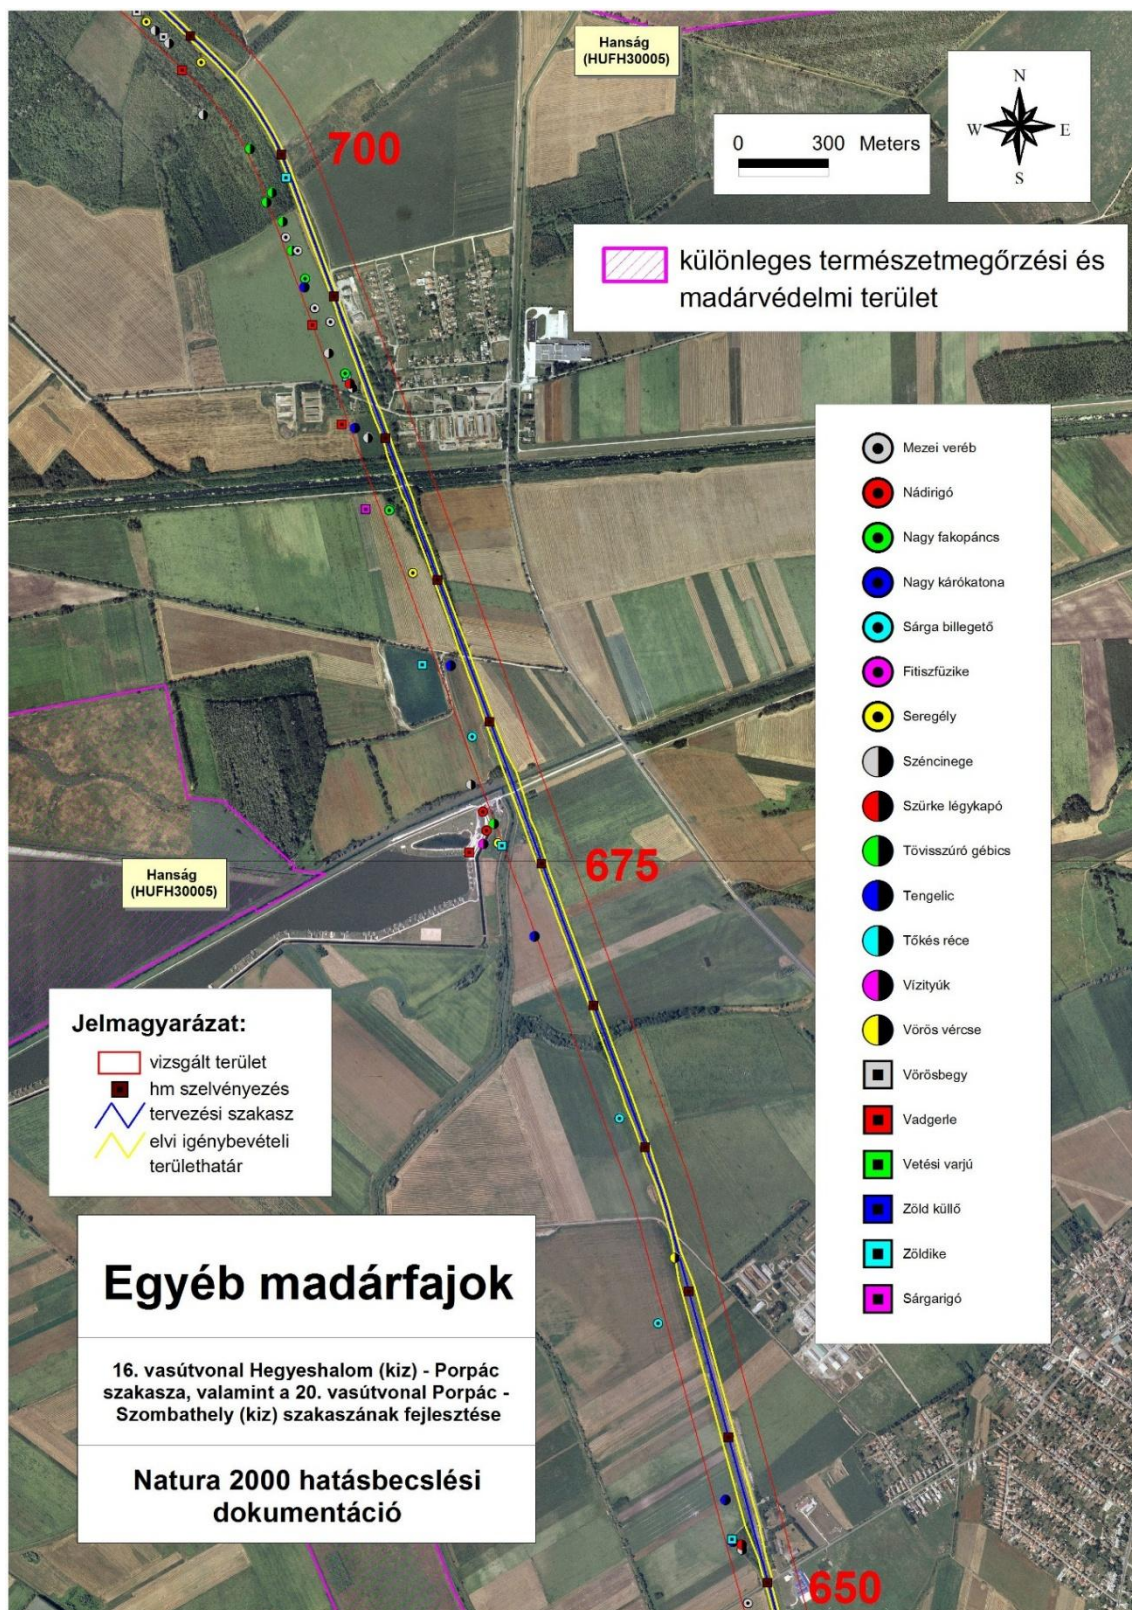 Hanság
(HUFH30005)
N
W E
S
0 300 Meters
700
különleges természetmegőrzési és
madárvédelmi terület
Mezei veréb
Nádirigó
Nagy fakopáncs
Nagy kárókatona
Sárga billegető
Fitiszfüzike
Seregély
Széncinege
Szürke légykapó
Tövisszúró gébics
Tengelic
Tőkés réce
Vízityúk
Vörös vércse
Vörösbegy
Vadgerle
Vetési varjú
Zöld küllő
Zöldike
Sárgarigó
675
Hanság
(HUFH30005)
Jelmagyarázat:
vizsgált terület
hm szelvényezés
tervezési szakasz
elvi igénybevételi
területhatár
Egyéb madárfajok
16. vasútvonal Hegyeshalom (kiz) - Porpác
szakasza, valamint a 20. vasútvonal Porpác -
Szombathely (kiz) szakaszának fejlesztése
Natura 2000 hatásbecslési
dokumentáció
650